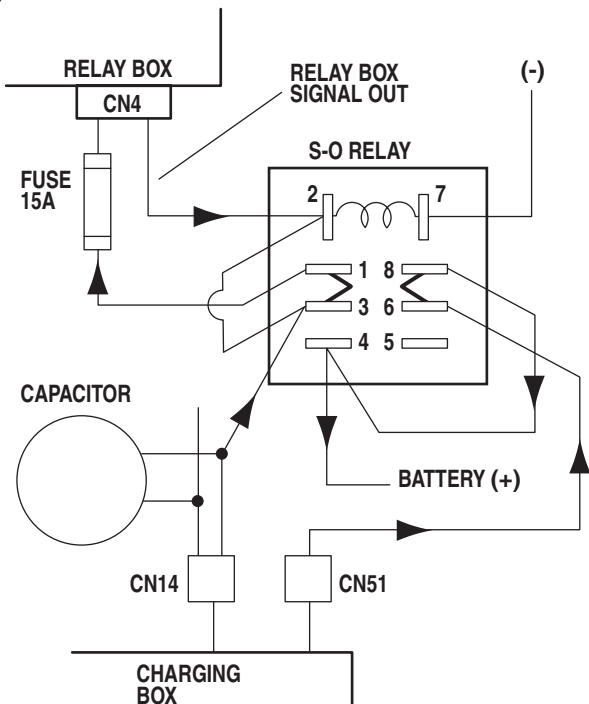 RELAY BOX
CN4
RELAY BOX
SIGNAL OUT
(-)
FUSE
15A
S-O RELAY
2
7
1 8
3 6
4 5
CAPACITOR
BATTERY (+)
CN14
CN51
CHARGING
BOX